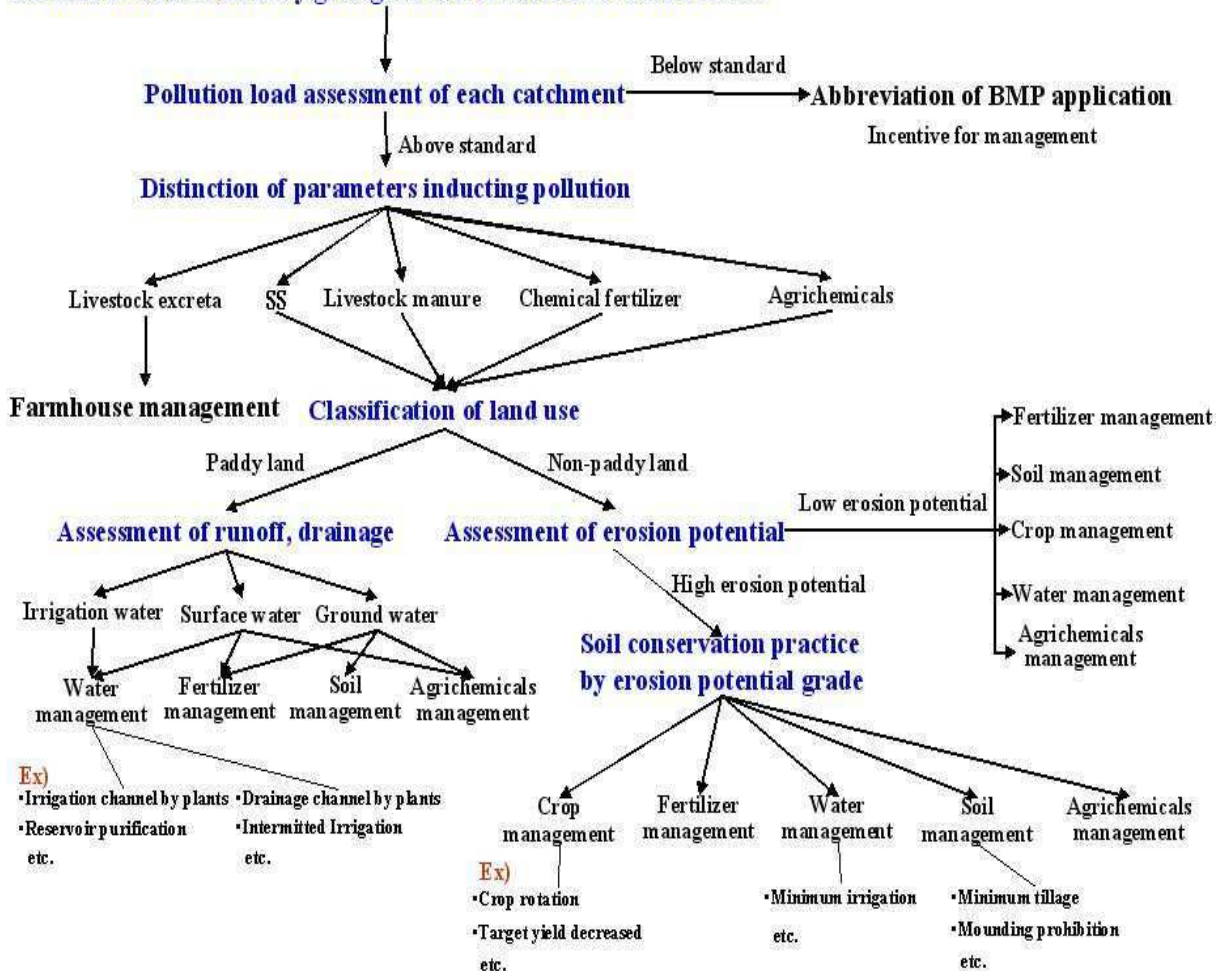 Below standard
Pollution load assessment of each catchment
Abbreviation of BMP application
Incentive for management
Above standard
Distinction of parameters inducting pollution
Livestock excreta
SS
Livestock manure
Chemical fertilizer
Agrichemicals
Farmhouse management
Classification of land use
Paddy land
Non-paddy land
Assessment of runoff, drainage
Assessment of erosion potential
Low erosion potential
Fertilizer management
Soil management
Crop management
Water management
Agrichemicals
management
High erosion potential
Irrigation water
Surface water
Ground water
Water
management
Fertilizer
management
Soil
management
Agrichemicals
management
Soil conservation practice
by erosion potential grade
Ex)
•Irrigation channel by plants
•Reservoir purification
etc.
•Drainage channel by plants
•Intermitted Irrigation
etc.
Crop
management
Fertilizer
management
Water
management
Soil
management
Agrichemicals
management
Ex)
•Crop rotation
•Target yield decreased
etc.
•Minimum irrigation
etc.
•Minimum tillage
•Mounding prohibition
etc.